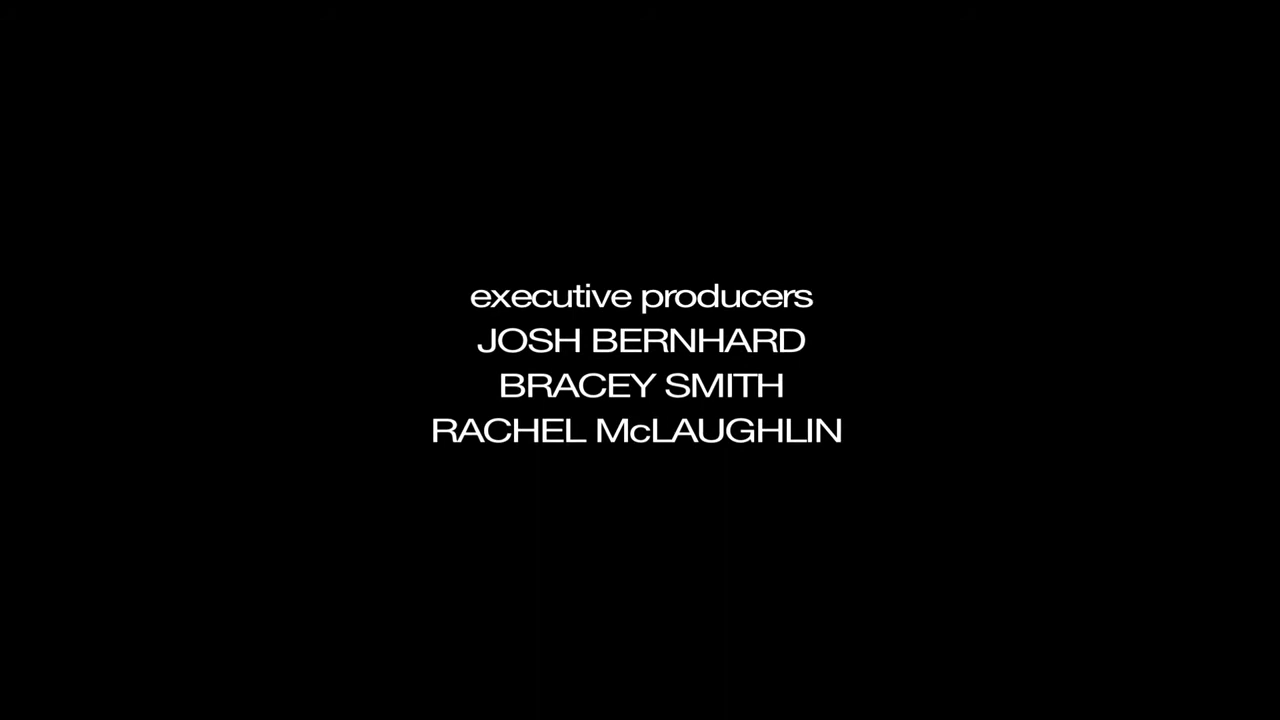 executive producers
JOSH BERNHARD
BRACEY SMITH
RACHEL McLAUGHLIN